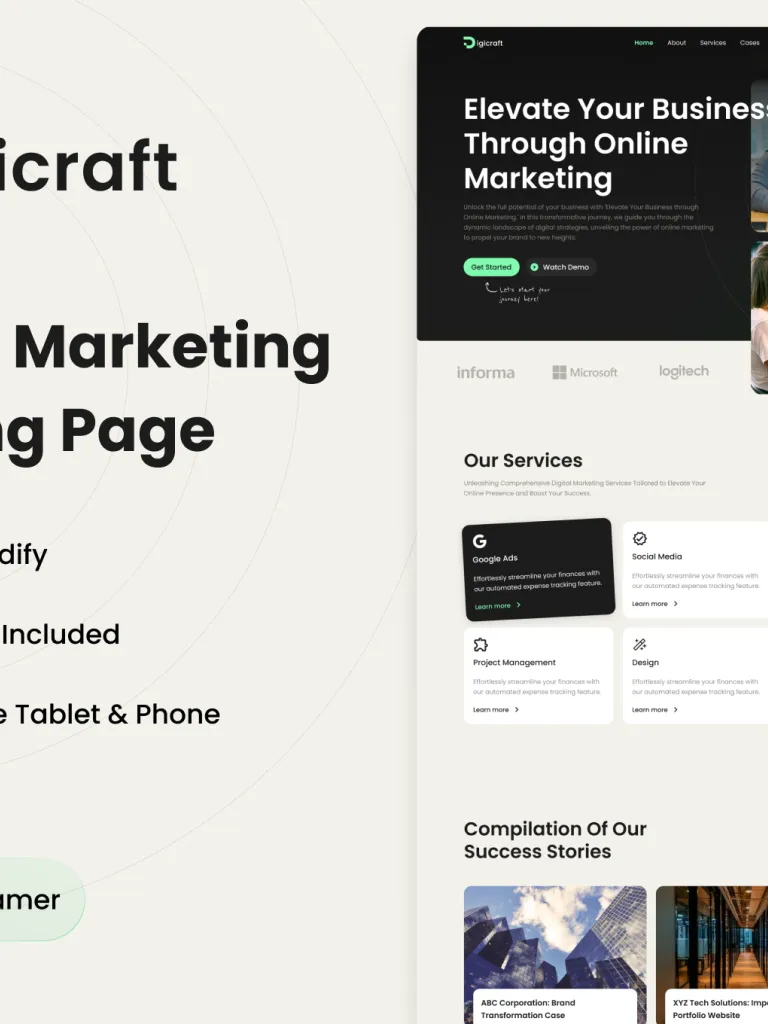 icraft
Marketing
g Page
dify
Included
e Tablet & Phone
amer
Digicraft
Home About Services Cases
Elevate Your Business
Through Online
Marketing
Unlock the full potential of your business with 'Elevate Your Business through
Online Marketing.' In this transformative journey, we guide you through the
dynamic landscape of digital strategies, unveiling the power of online marketing
to propel your brand to new heights.
Get Started Watch Demo
Let's start your
journey here!
informa Microsoft logitech
Our Services
Unleashing Comprehensive Digital Marketing Services Tailored to Elevate Your
Online Presence and Boost Your Success.
Google Ads
Effortlessly streamline your finances with
our automated expense tracking feature.
Learn more
Social Media
Effortlessly streamline your finances with
our automated expense tracking feature.
Learn more
Project Management
Effortlessly streamline your finances with
our automated expense tracking feature.
Learn more
Design
Effortlessly streamline your finances with
our automated expense tracking feature.
Learn more
Compilation Of Our
Success Stories
ABC Corporation: Brand
Transformation Case
XYZ Tech Solutions: Impo
Portfolio Website